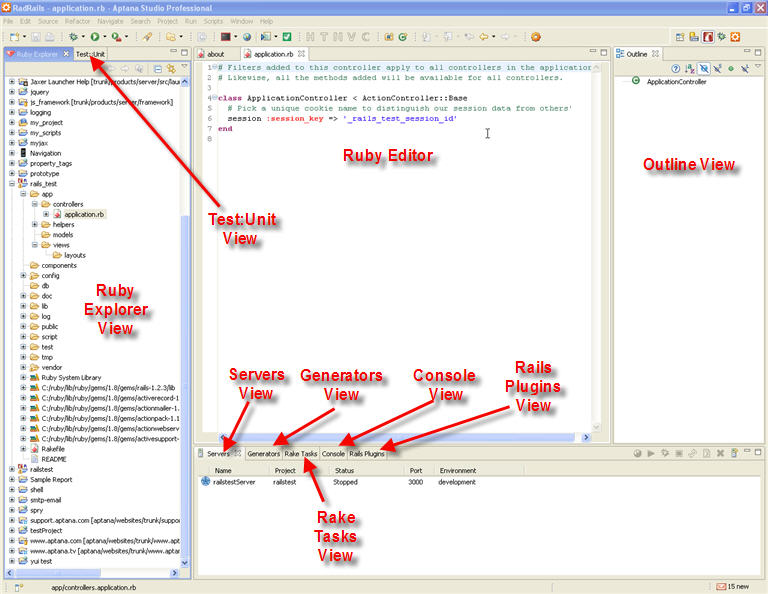 RadRails - application.rb - Aptana Studio Professional
File Edit Source Refactor Navigate Search Project Run Scripts Window Help
Ruby Explorer
Test::Unit
Jaxer Launcher Help [trunk/products/server/src/lau
jquery
js_framework [trunk/products/server/framework]
logging
my_project
my_scripts
myjax
Navigation
property_tags
prototype
rails_test
app
controllers
application.rb
helpers
models
views
layouts
components
config
db
doc
lib
log
public
script
test
tmp
vendor
Ruby System Library
C:/ruby/lib/ruby/gems/1.8/gems/rails-1.2.3/lib
C:/ruby/lib/ruby/gems/1.8/gems/activerecord-1
C:/ruby/lib/ruby/gems/1.8/gems/actionmailer-1.
C:/ruby/lib/ruby/gems/1.8/gems/actionpack-1.1
C:/ruby/lib/ruby/gems/1.8/gems/actionwebserv
C:/ruby/lib/ruby/gems/1.8/gems/activesupport-
Rakefile
README
railstest
Sample Report
shell
smtp-email
spry
support.aptana.com [aptana/websites/trunk/suppo
testProject
www.aptana.com [aptana/websites/trunk/www.ap
www.aptana.tv [aptana/websites/trunk/www.apt
yui test
Ruby
Explorer
View
Test:Unit
View
about
application.rb
1 # Filters added to this controller apply to all controllers in the application
2 # Likewise, all the methods added will be available for all controllers.
3
4 class ApplicationController < ActionController::Base
5 # Pick a unique cookie name to distinguish our session data from others'
6 session :session_key => '_rails_test_session_id'
7 end
8
Ruby Editor
Outline
ApplicationController
Outline View
Servers
View
Generators
View
Console
View
Rails
Plugins
View
Servers Generators Rake Tasks Console Rails Plugins
Name Project Status Port Environment
railstestServer railstest Stopped 3000 development
Rake
Tasks
View
app/controllers.application.rb
15 new